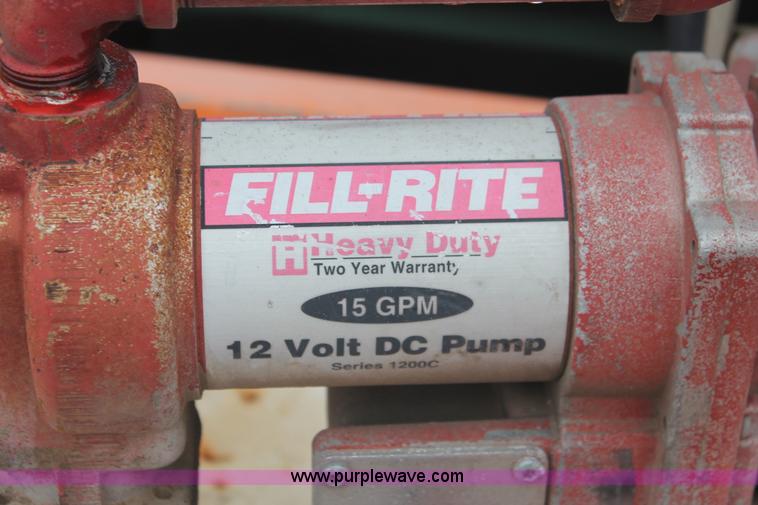 FILL-RITE
Heavy Duty
Two Year Warranty
15 GPM
12 Volt DC Pump
Series 1200C
www.purplewave.com